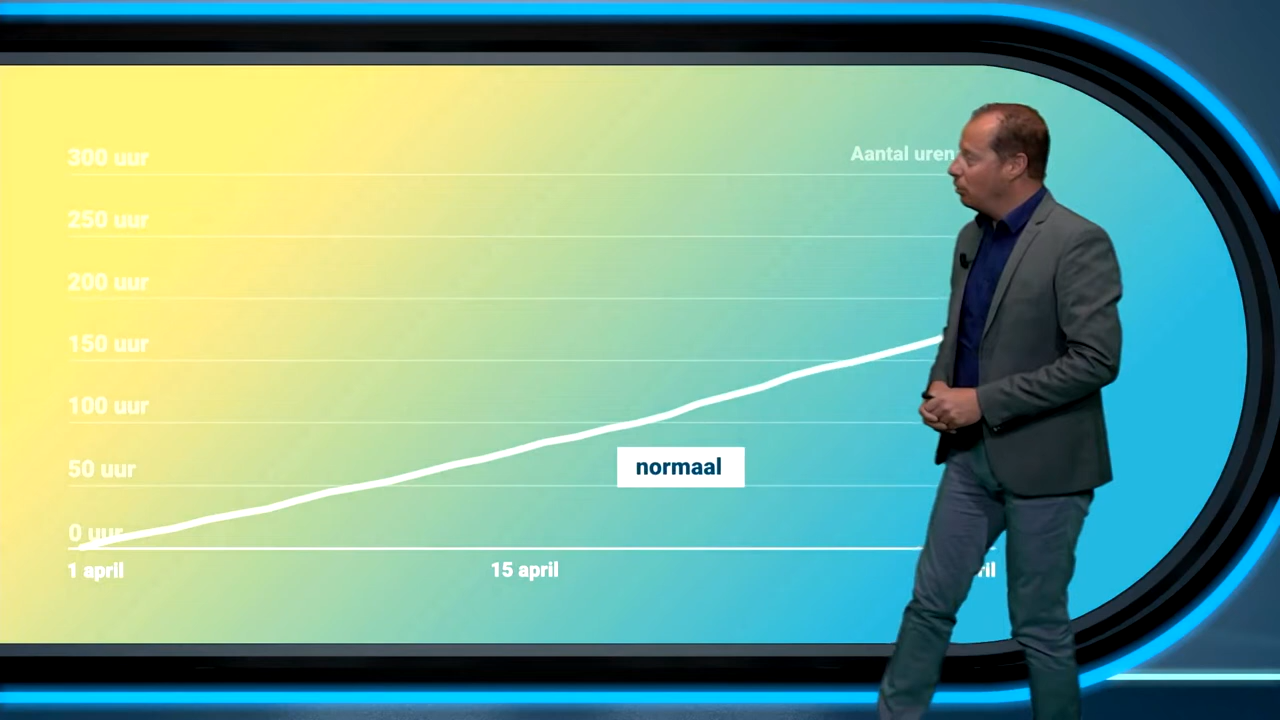 300 uur
Aantal uren
250 uur
200 uur
150 uur
100 uur
50 uur
normaal
0 uur
1 april
15 april